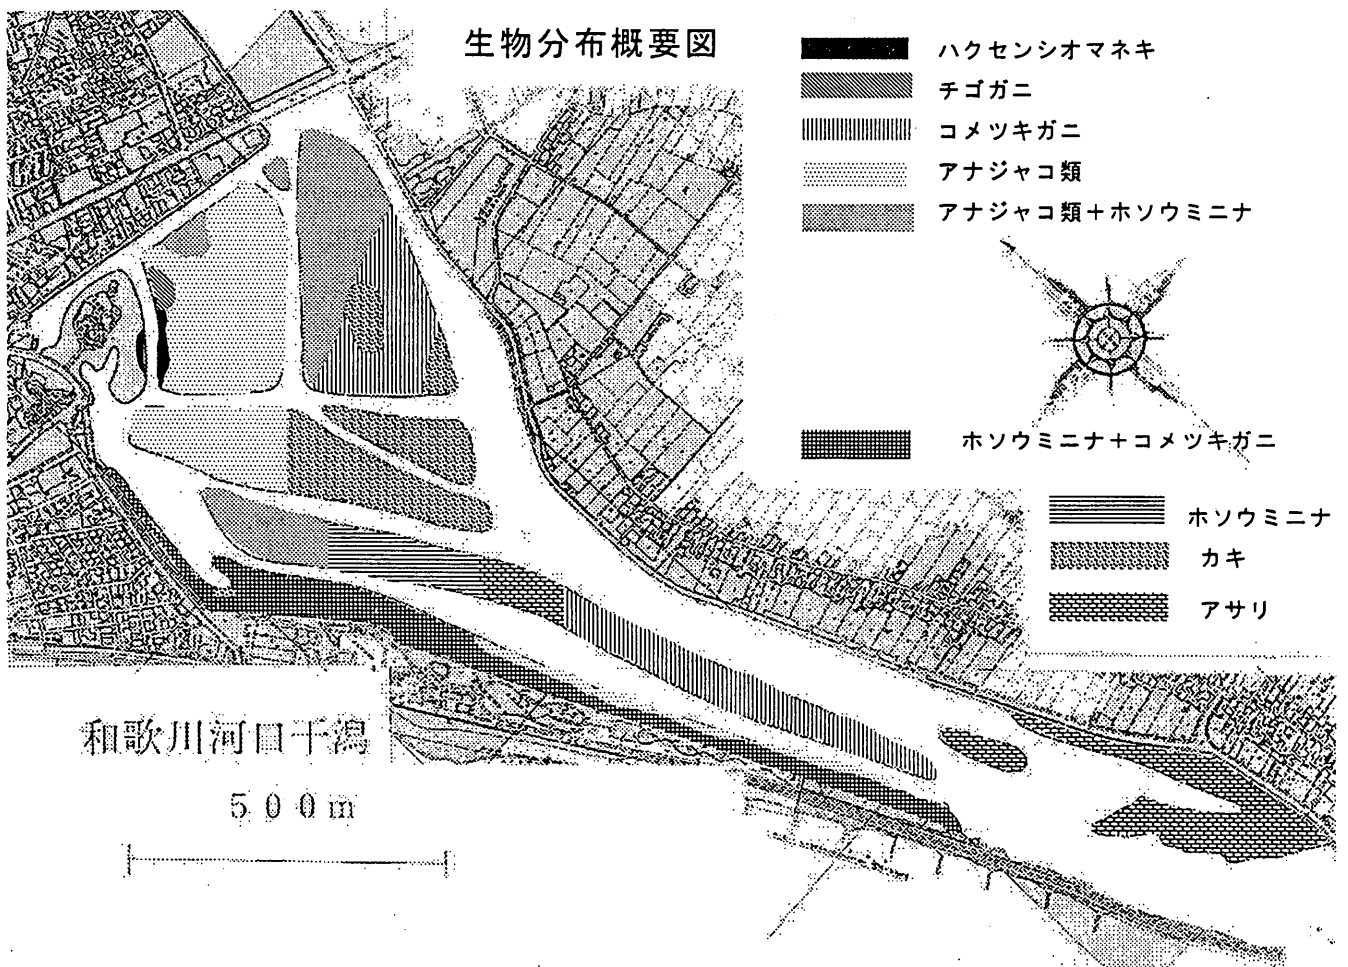 生物分布概要図
ハクセンシオマネキ
チゴガニ
コメツキガニ
アナジャコ類
アナジャコ類+ホソウミニナ
ホソウミニナ+コメツキガニ
ホソウミニナ
カキ
アサリ
和歌川河口干潟
500m